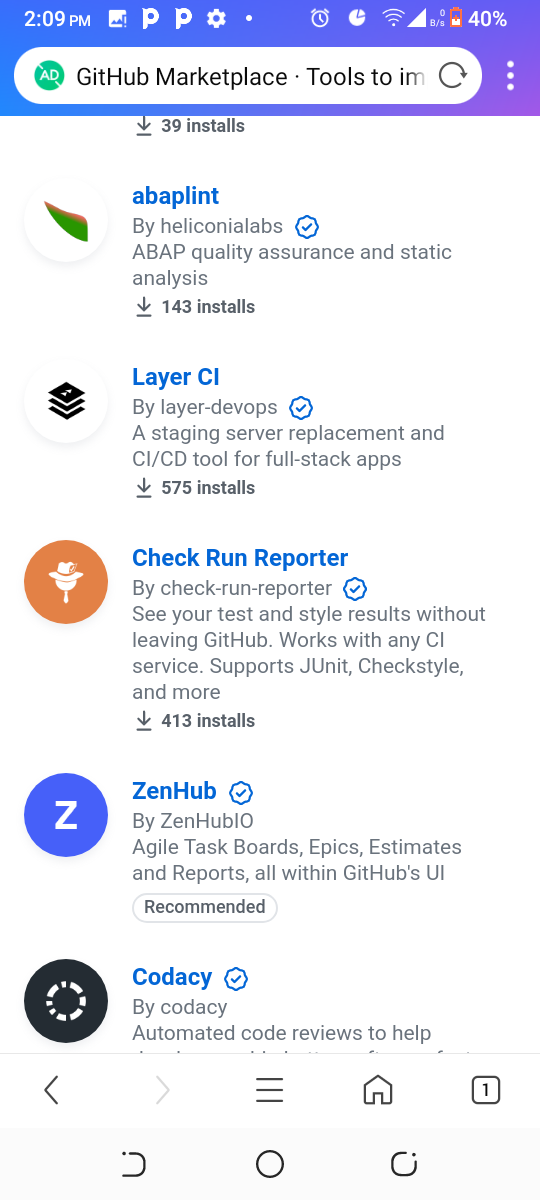 2:09 PM 0 B/s 40%
AD GitHub Marketplace · Tools to im
39 installs
abaplint
By heliconialabs
ABAP quality assurance and static
analysis
143 installs
Layer CI
By layer-devops
A staging server replacement and
CI/CD tool for full-stack apps
575 installs
Check Run Reporter
By check-run-reporter
See your test and style results without
leaving GitHub. Works with any CI
service. Supports JUnit, Checkstyle,
and more
413 installs
Z
ZenHub
By ZenHubIO
Agile Task Boards, Epics, Estimates
and Reports, all within GitHub's UI
Recommended
Codacy
By codacy
Automated code reviews to help
1